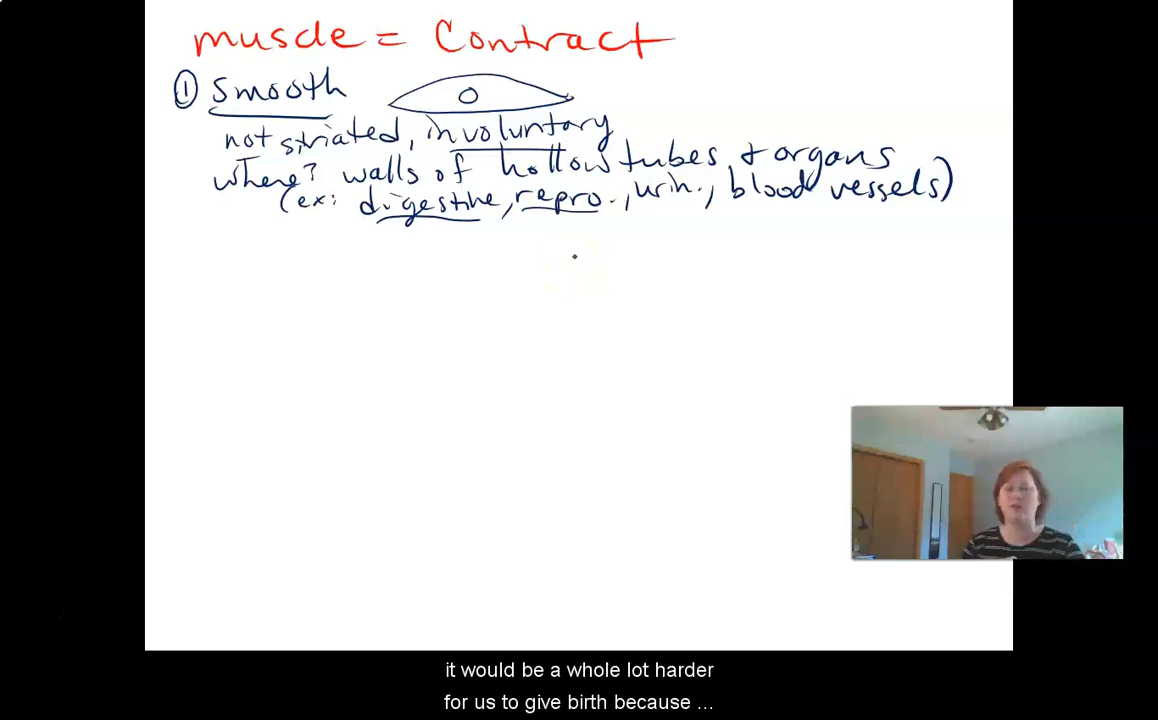 muscle = Contract
① Smooth
not striated, involuntary
where? walls of hollow tubes & organs
(ex: digestive, repro., urin., blood vessels)
it would be a whole lot harder
for us to give birth because ...